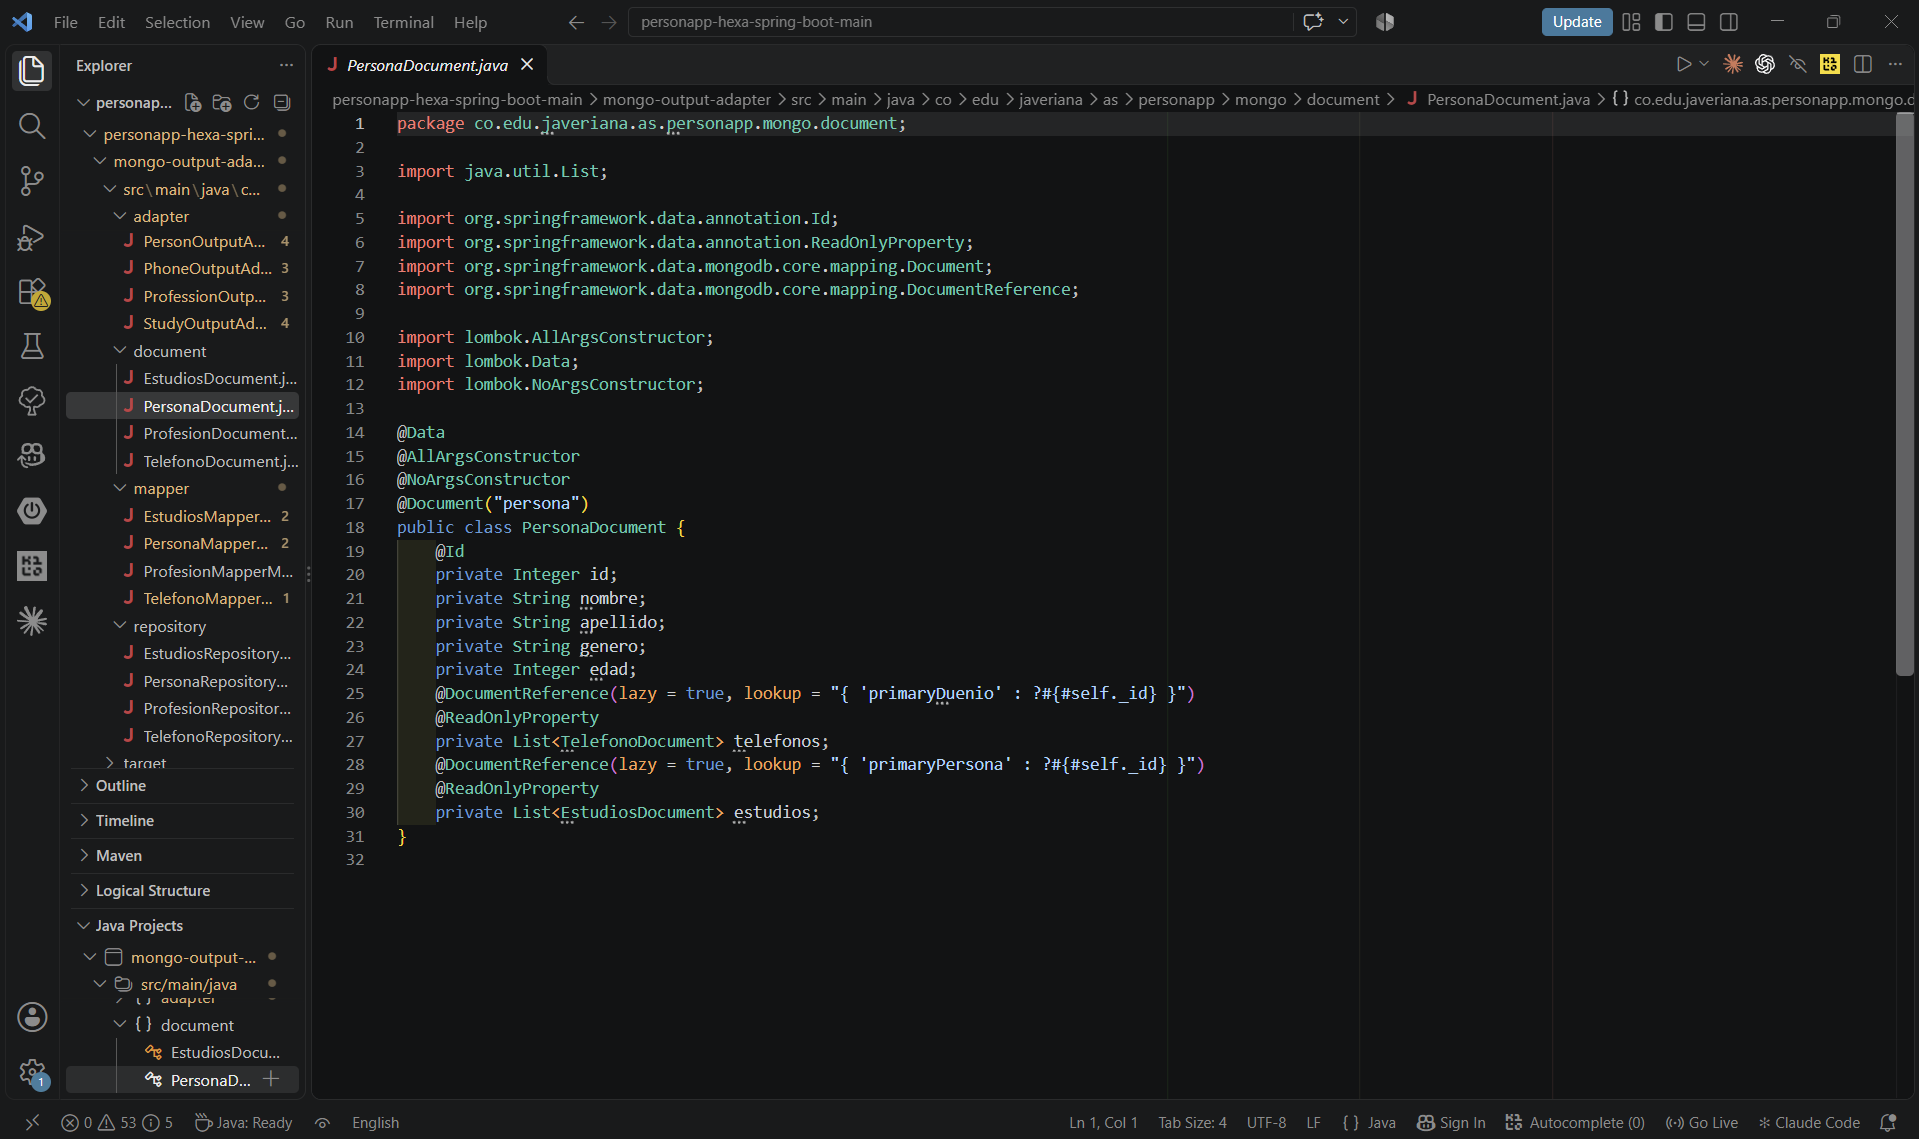 File Edit Selection View Go Run Terminal Help
personapp-hexa-spring-boot-main
Update
Explorer
personap...
personapp-hexa-spri...
mongo-output-ada...
src\main\java\c...
adapter
PersonOutputA... 4
PhoneOutputAd... 3
ProfessionOutp... 3
StudyOutputAd... 4
document
EstudiosDocument.j...
PersonaDocument.j...
ProfesionDocument...
TelefonoDocument.j...
mapper
EstudiosMapper... 2
PersonaMapper... 2
ProfesionMapperM...
TelefonoMapper... 1
repository
EstudiosRepository...
PersonaRepository...
ProfesionRepositor...
TelefonoRepository...
target
Outline
Timeline
Maven
Logical Structure
Java Projects
mongo-output-...
src/main/java
{ } adapter
{ } document
EstudiosDocu...
PersonaD...
1
J PersonaDocument.java
personapp-hexa-spring-boot-main > mongo-output-adapter > src > main > java > co > edu > javeriana > as > personapp > mongo > document > J PersonaDocument.java > { } co.edu.javeriana.as.personapp.mongo.d
1 package co.edu.javeriana.as.personapp.mongo.document;
2
3 import java.util.List;
4
5 import org.springframework.data.annotation.Id;
6 import org.springframework.data.annotation.ReadOnlyProperty;
7 import org.springframework.data.mongodb.core.mapping.Document;
8 import org.springframework.data.mongodb.core.mapping.DocumentReference;
9
10 import lombok.AllArgsConstructor;
11 import lombok.Data;
12 import lombok.NoArgsConstructor;
13
14 @Data
15 @AllArgsConstructor
16 @NoArgsConstructor
17 @Document("persona")
18 public class PersonaDocument {
19 @Id
20 private Integer id;
21 private String nombre;
22 private String apellido;
23 private String genero;
24 private Integer edad;
25 @DocumentReference(lazy = true, lookup = "{ 'primaryDuenio' : ?#{#self._id} }")
26 @ReadOnlyProperty
27 private List<TelefonoDocument> telefonos;
28 @DocumentReference(lazy = true, lookup = "{ 'primaryPersona' : ?#{#self._id} }")
29 @ReadOnlyProperty
30 private List<EstudiosDocument> estudios;
31 }
32
0 53 5 Java: Ready English Ln 1, Col 1 Tab Size: 4 UTF-8 LF { } Java Sign In Autocomplete (0) Go Live Claude Code